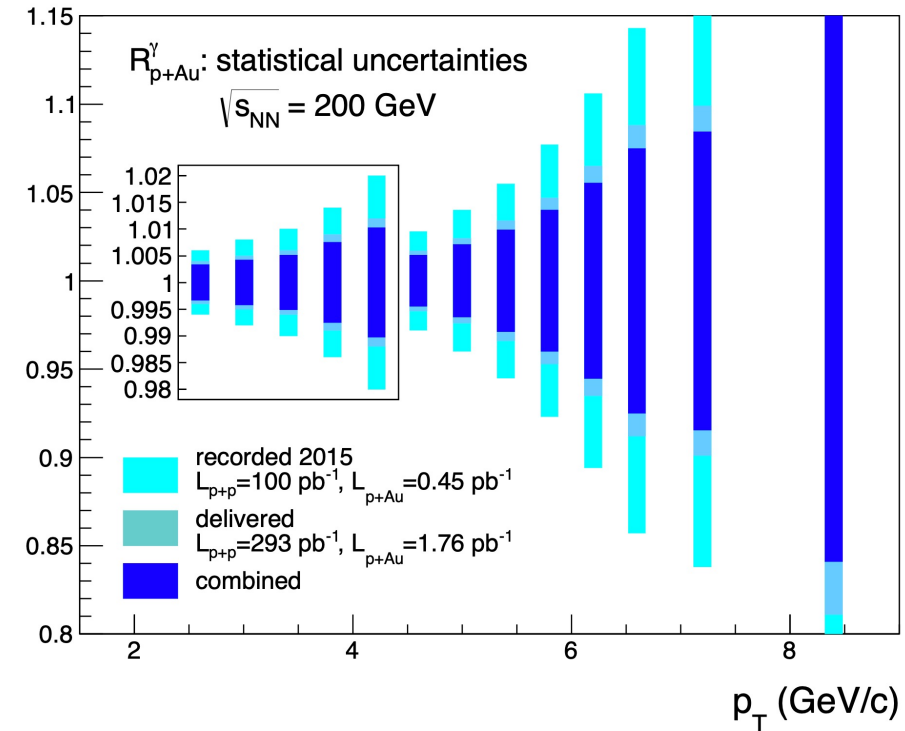 1.15
R^γ_p+Au: statistical uncertainties
√s_NN = 200 GeV
1.1
1.05
1
0.95
0.9
0.85
0.8
1.02
1.015
1.01
1.005
1
0.995
0.99
0.985
0.98
recorded 2015
L_p+p=100 pb^-1, L_p+Au=0.45 pb^-1
delivered
L_p+p=293 pb^-1, L_p+Au=1.76 pb^-1
combined
2 4 6 8
p_T (GeV/c)